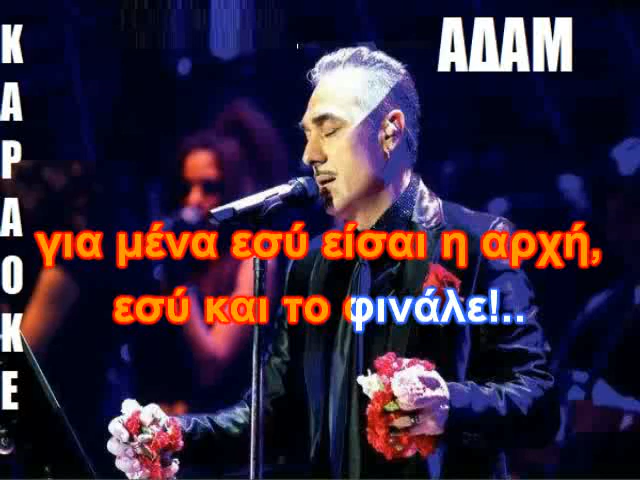 ΚΑΡΑΟΚΕ
ΑΔΑΜ
για μένα εσύ είσαι η αρχή,
εσύ και το φινάλε!..